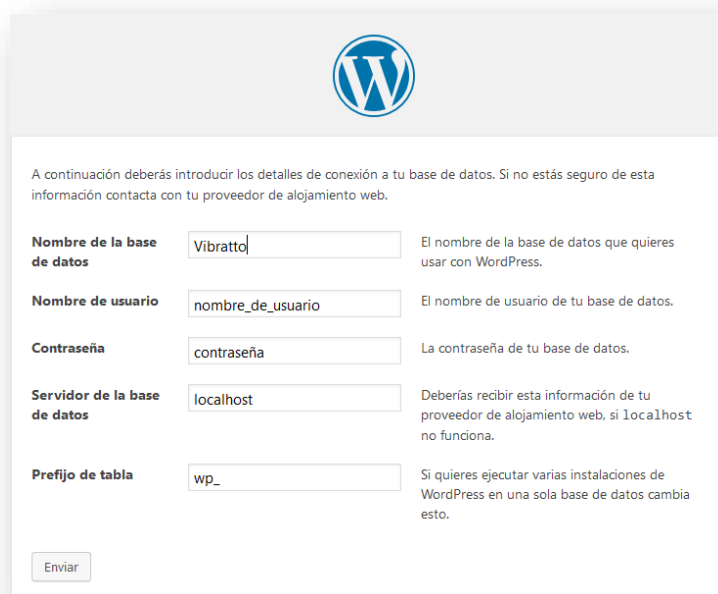 A continuación deberás introducir los detalles de conexión a tu base de datos. Si no estás seguro de esta
información contacta con tu proveedor de alojamiento web.
Nombre de la base
de datos
Vibratto
El nombre de la base de datos que quieres
usar con WordPress.
Nombre de usuario
nombre_de_usuario
El nombre de usuario de tu base de datos.
Contraseña
contraseña
La contraseña de tu base de datos.
Servidor de la base
de datos
localhost
Deberías recibir esta información de tu
proveedor de alojamiento web, si localhost
no funciona.
Prefijo de tabla
wp_
Si quieres ejecutar varias instalaciones de
WordPress en una sola base de datos cambia
esto.
Enviar